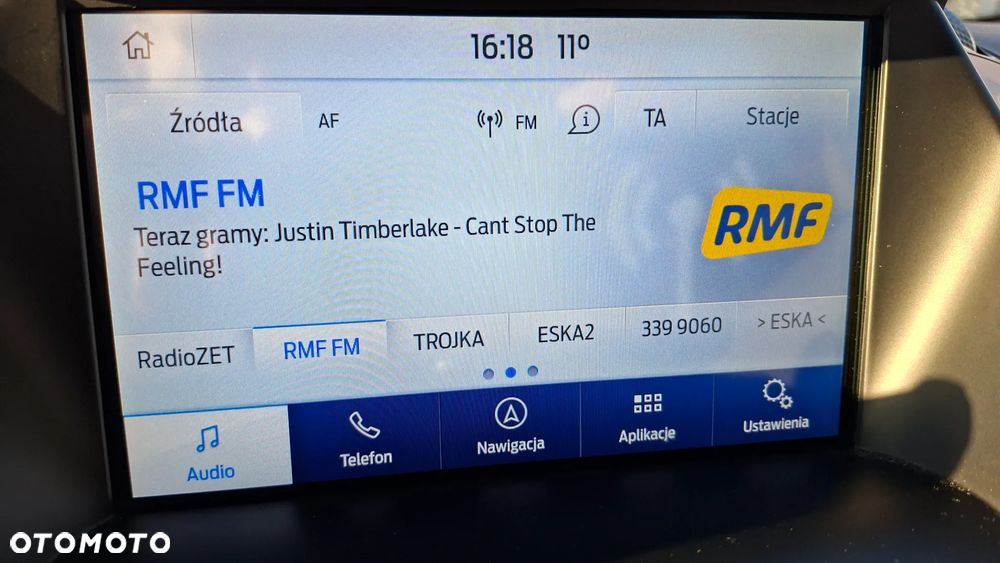 16:18 11º
Źródła AF FM i TA Stacje
RMF FM
Teraz gramy: Justin Timberlake - Cant Stop The
Feeling!
RMF
RadioZET RMF FM TROJKA ESKA2 339 9060 > ESKA <
Audio Telefon Nawigacja Aplikacje Ustawienia
OTOMOTO